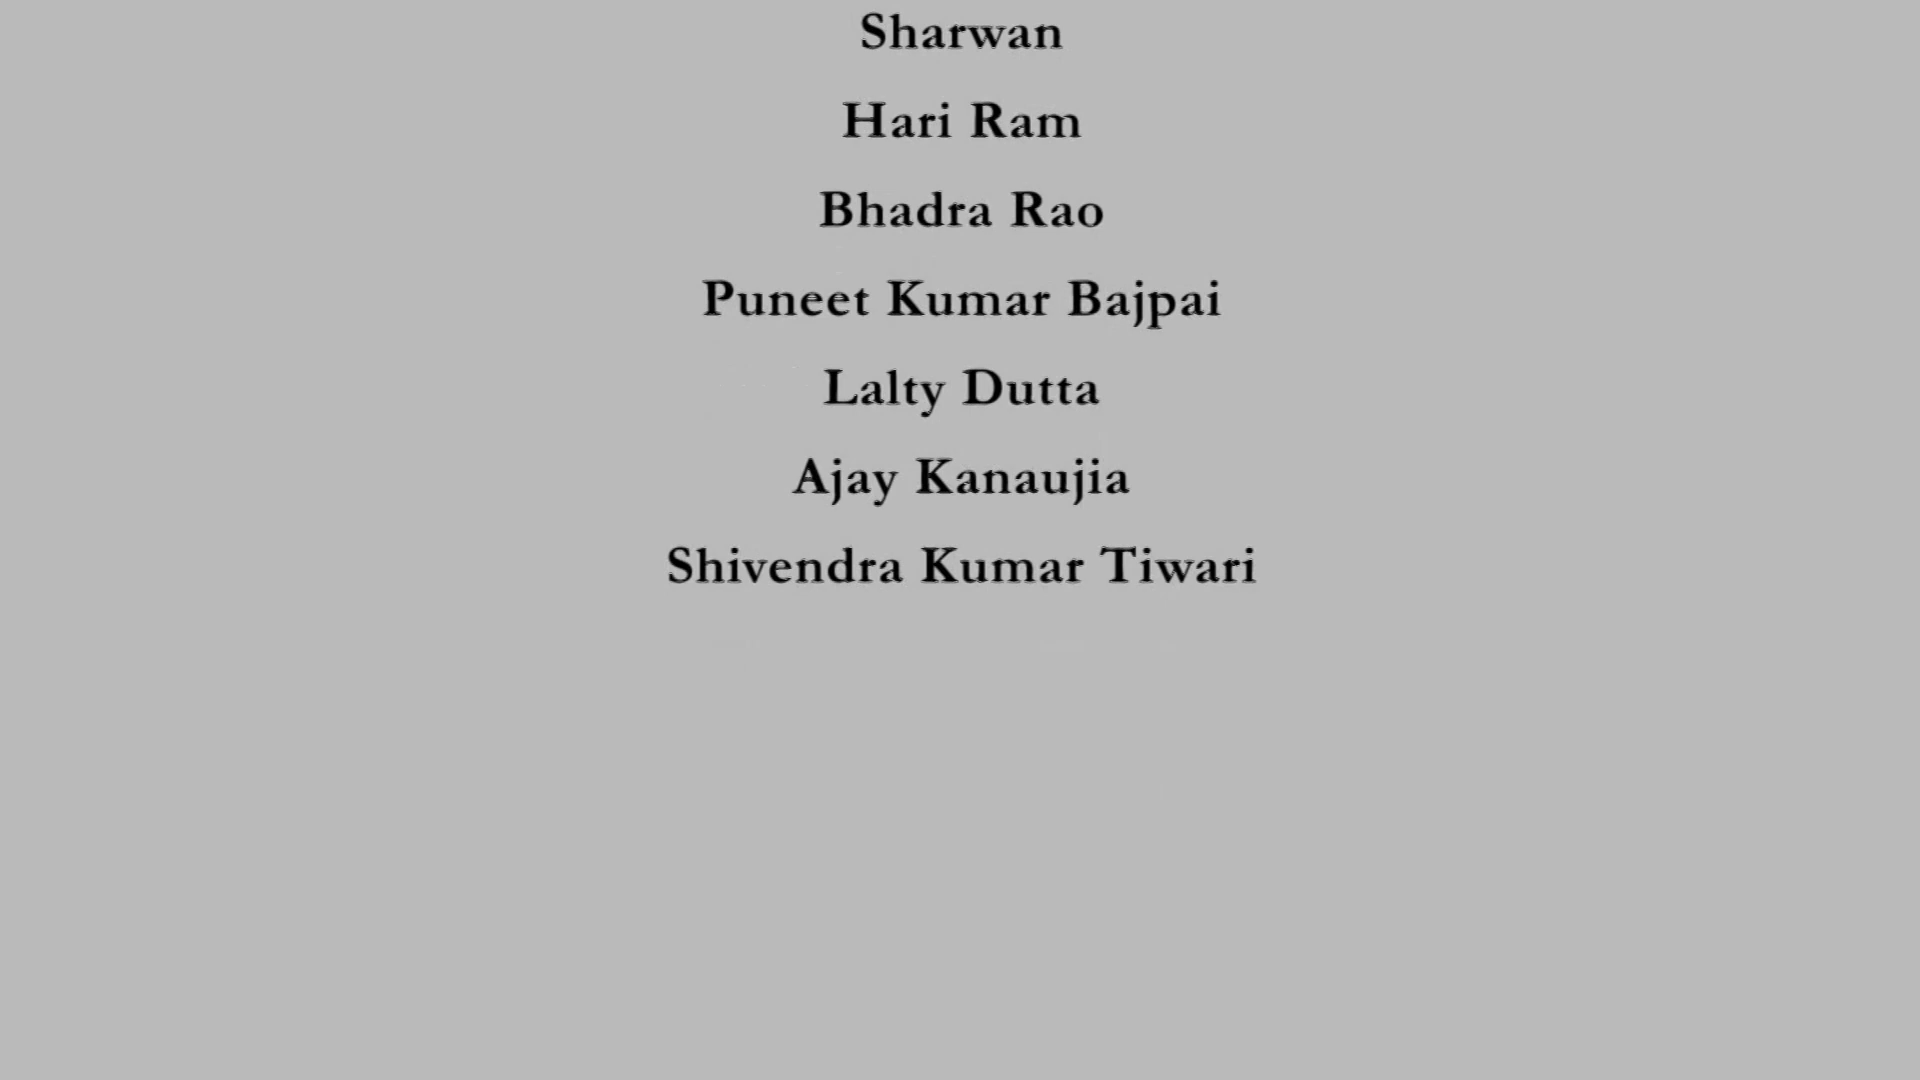 Sharwan
Hari Ram
Bhadra Rao
Puneet Kumar Bajpai
Lalty Dutta
Ajay Kanaujia
Shivendra Kumar Tiwari